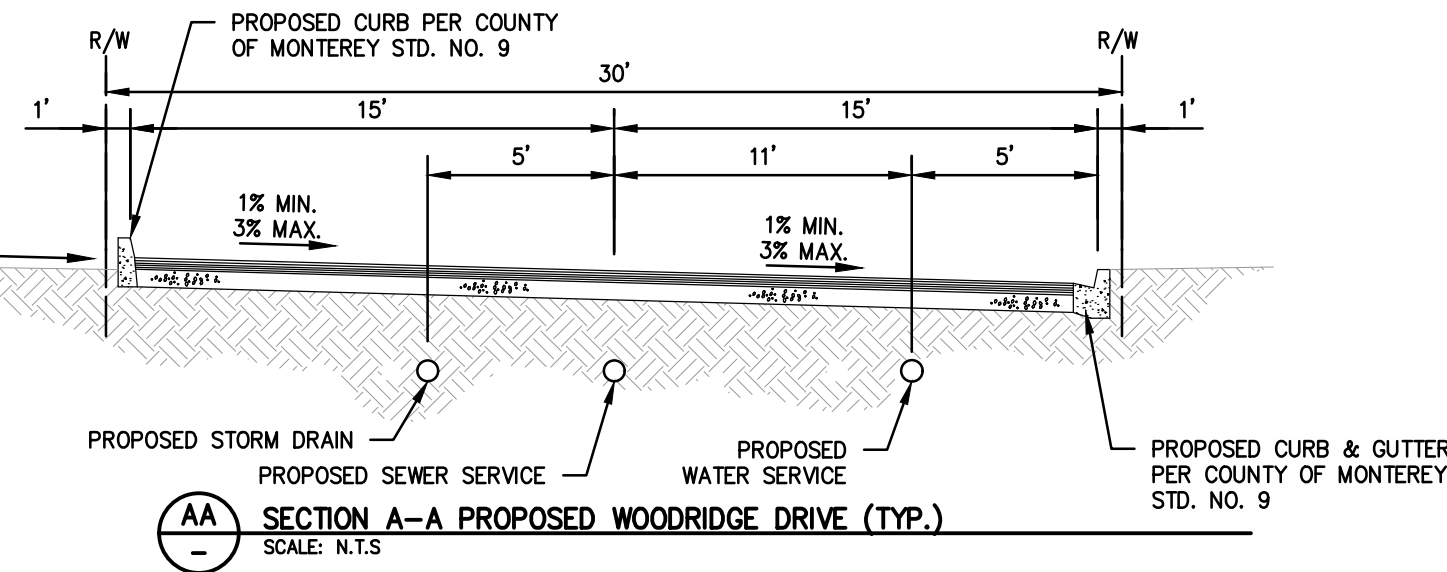 PROPOSED CURB PER COUNTY
OF MONTEREY STD. NO. 9
R/W
R/W
30'
1'
15'
15'
1'
5'
11'
5'
1% MIN.
3% MAX.
1% MIN.
3% MAX.
PROPOSED STORM DRAIN
PROPOSED SEWER SERVICE
PROPOSED
WATER SERVICE
PROPOSED CURB & GUTTER
PER COUNTY OF MONTEREY
STD. NO. 9
AA
-
SECTION A-A PROPOSED WOODRIDGE DRIVE (TYP.)
SCALE: N.T.S